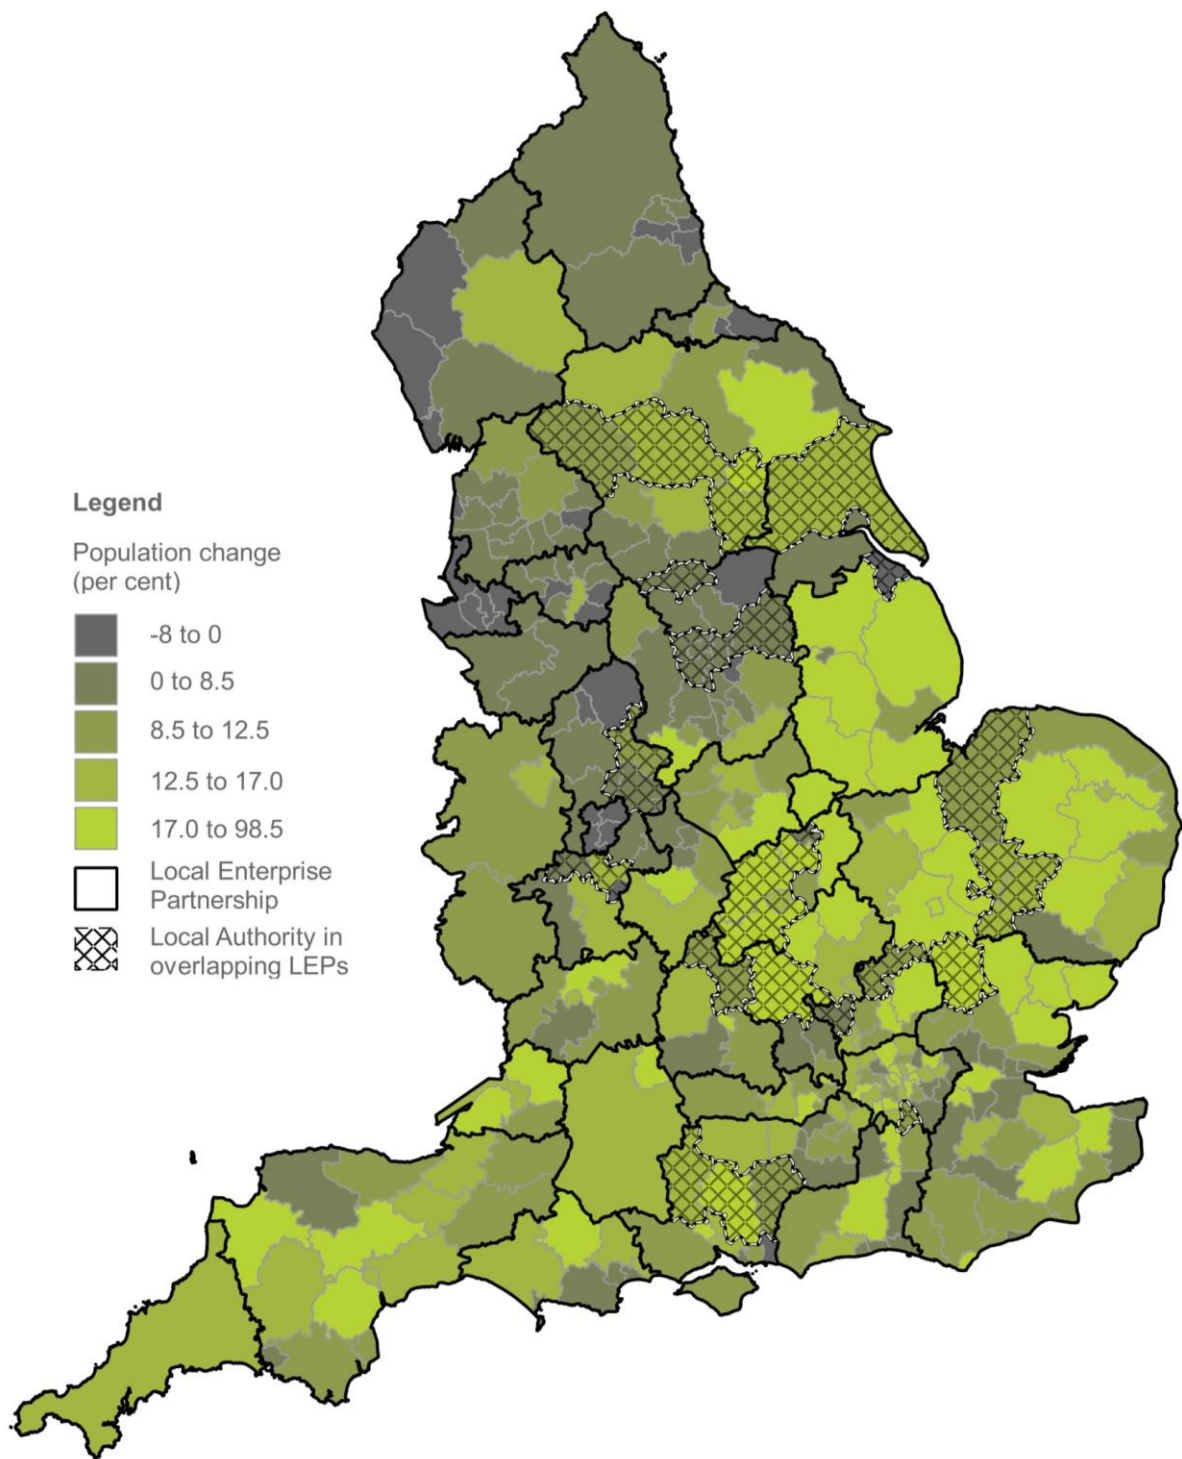 Legend
Population change
(per cent)
-8 to 0
0 to 8.5
8.5 to 12.5
12.5 to 17.0
17.0 to 98.5
Local Enterprise
Partnership
Local Authority in
overlapping LEPs